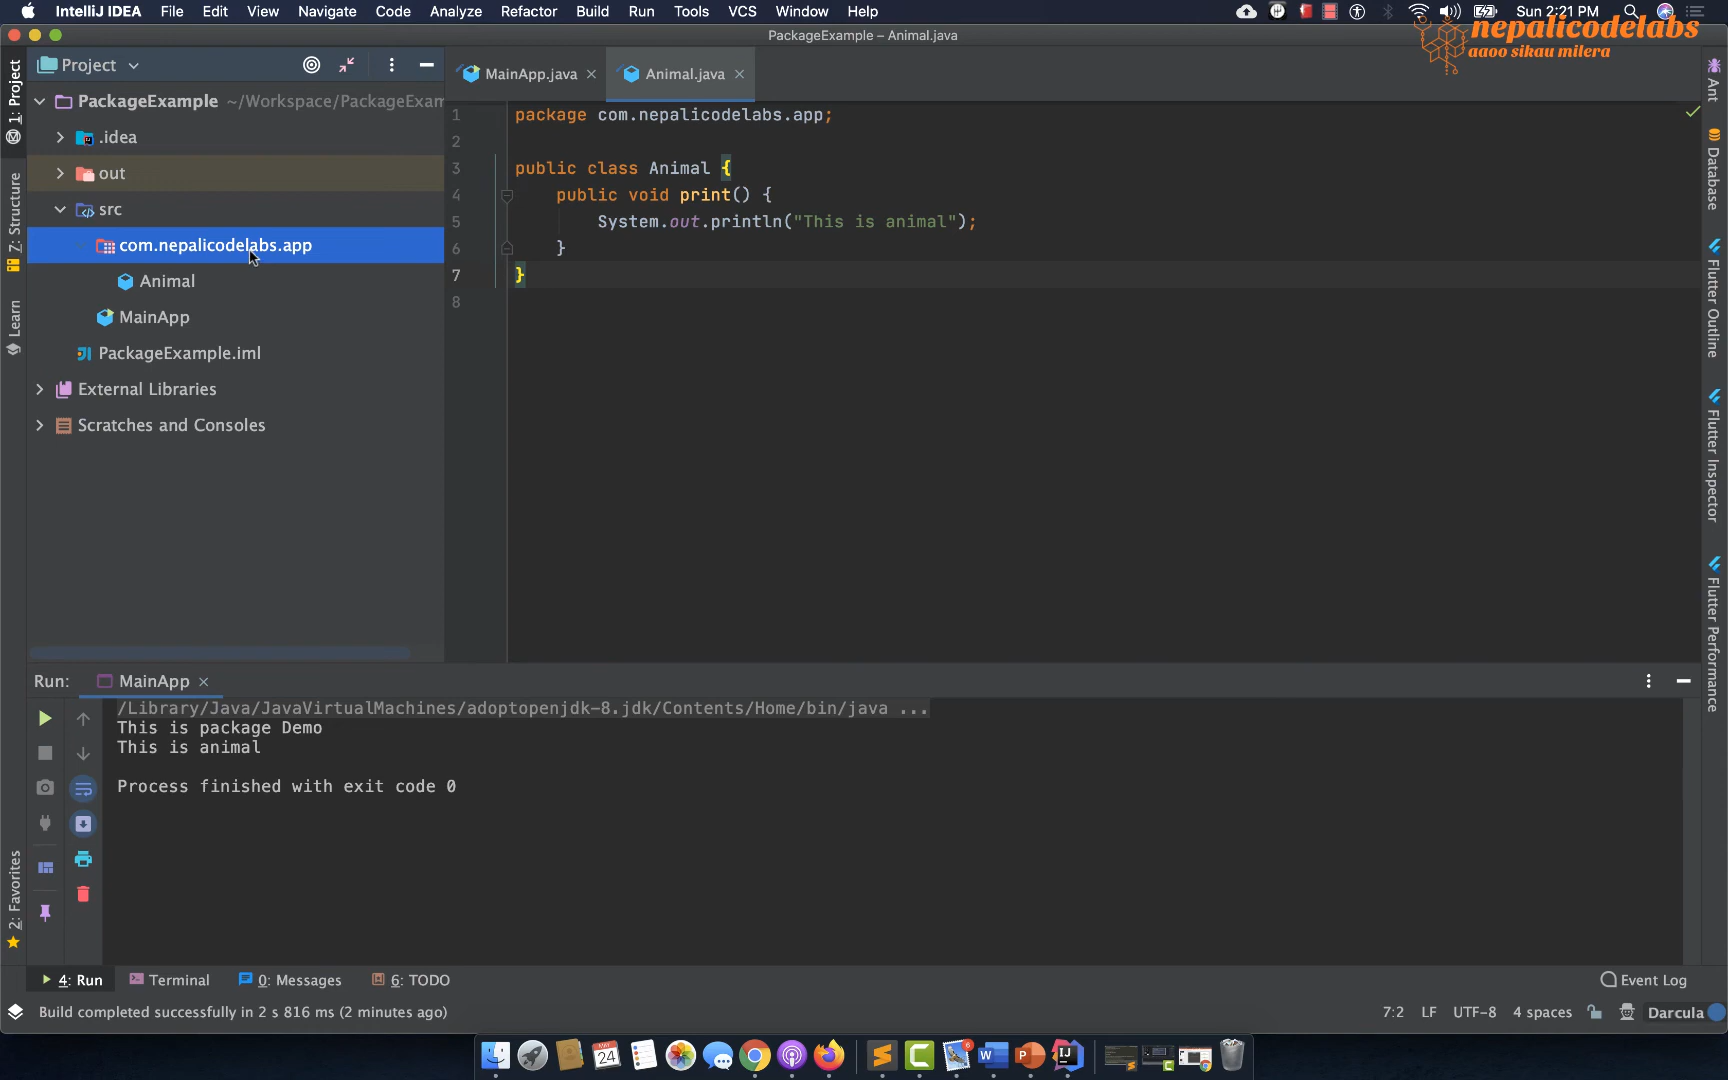 IntelliJ IDEA File Edit View Navigate Code Analyze Refactor Build Run Tools VCS Window Help Sun 2:21 PM
PackageExample – Animal.java
nepalicodelabs
aaoo sikau milera
Project
MainApp.java
Animal.java
PackageExample ~/Workspace/PackageExam
.idea
out
src
com.nepalicodelabs.app
Animal
MainApp
PackageExample.iml
External Libraries
Scratches and Consoles
1: Project
7: Structure
Learn
2: Favorites
1 package com.nepalicodelabs.app;
2
3 public class Animal {
4 public void print() {
5 System.out.println("This is animal");
6 }
7 }
8
Ant
Database
Flutter Outline
Flutter Inspector
Flutter Performance
Run: MainApp
/Library/Java/JavaVirtualMachines/adoptopenjdk-8.jdk/Contents/Home/bin/java ...
This is package Demo
This is animal
Process finished with exit code 0
4: Run Terminal 0: Messages 6: TODO Event Log
Build completed successfully in 2 s 816 ms (2 minutes ago) 7:2 LF UTF-8 4 spaces Darcula
24
6
W
P
IJ